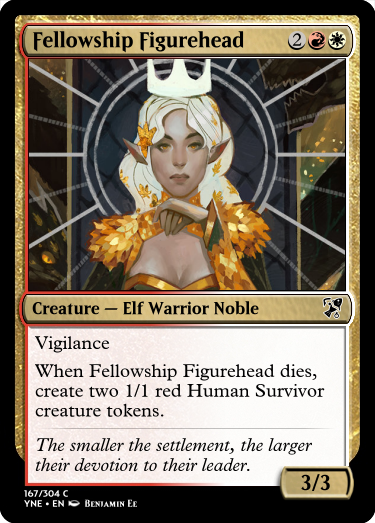 Fellowship Figurehead 2
Creature — Elf Warrior Noble
Vigilance
When Fellowship Figurehead dies,
create two 1/1 red Human Survivor
creature tokens.
The smaller the settlement, the larger
their devotion to their leader.
3/3
167/304 C
YNE • EN Benjamin Ee